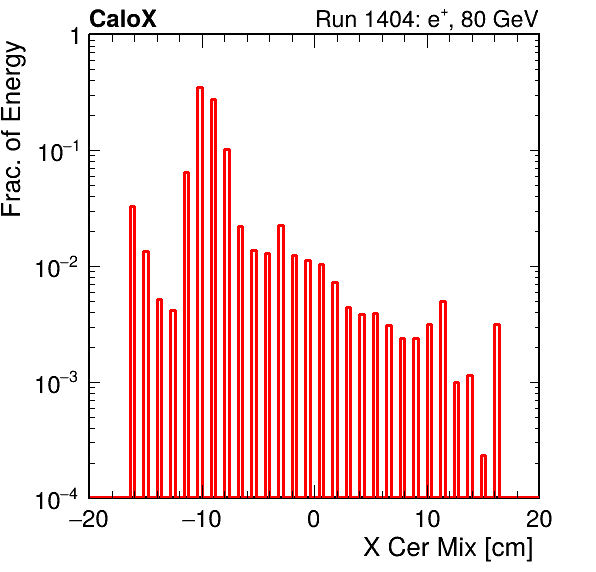 CaloX Run 1404: e⁺, 80 GeV
Frac. of Energy
1
10⁻¹
10⁻²
10⁻³
10⁻⁴
−20 −10 0 10 20
X Cer Mix [cm]